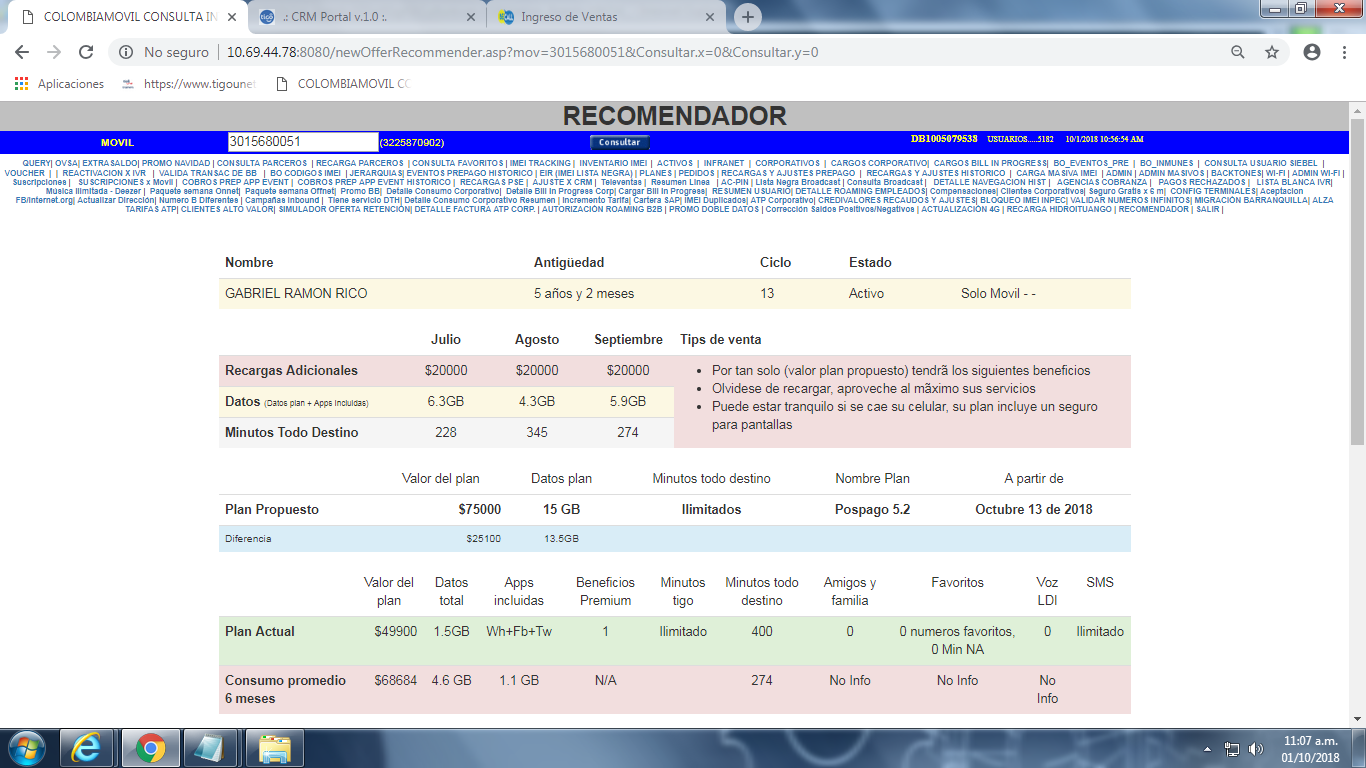 COLOMBIAMOVIL CONSULTA IN
.: CRM Portal v.1.0 :.
Ingreso de Ventas
No seguro | 10.69.44.78:8080/newOfferRecommender.asp?mov=3015680051&Consultar.x=0&Consultar.y=0
Aplicaciones https://www.tigoune COLOMBIAMOVIL CO
RECOMENDADOR
MOVIL 3015680051 (3225870902) Consultar DB1005079538 USUARIOS.....5182 10/1/2018 10:56:54 AM
QUERY| OVSA| EXTRASALDO| PROMO NAVIDAD | CONSULTA PARCEROS | RECARGA PARCEROS | CONSULTA FAVORITOS | IMEI TRACKING | INVENTARIO IMEI | ACTIVOS | INFRANET | CORPORATIVOS | CARGOS CORPORATIVO| CARGOS BILL IN PROGRESS| BO_EVENTOS_PRE | BO_INMUNES | CONSULTA USUARIO SIEBEL |
VOUCHER | | REACTIVACION X IVR | VALIDA TRANSAC DE BB | BO CODIGOS IMEI | JERARQUIAS| EVENTOS PREPAGO HISTORICO | EIR (IMEI LISTA NEGRA) | PLANES | PEDIDOS | RECARGAS Y AJUSTES PREPAGO | RECARGAS Y AJUSTES HISTORICO | CARGA MASIVA IMEI | ADMIN | ADMIN MASIVOS | BACKTONES| WI-FI | ADMIN WI-FI |
Suscripciones | SUSCRIPCIONES x Movil | COBROS PREP APP EVENT | COBROS PREP APP EVENT HISTORICO | RECARGAS PSE | AJUSTE X CRM | Televentas | Resumen Linea | AC-PIN | Lista Negra Broadcast | Consulta Broadcast | DETALLE NAVEGACION HIST | AGENCIAS COBRANZA | PAGOS RECHAZADOS | LISTA BLANCA IVR|
Musica Ilimitada - Deezer| Paquete semana Onnet| Paquete semana Offnet| PROMO BB| Detalle Consumo Corporativo| Detalle Bill In Progress Corp| Cargar Bill In Progress| RESUMEN USUARIO| DETALLE ROAMING EMPLEADOS| Compensaciones| Clientes Corporativos| Seguro Gratis x 6 m| CONFIG TERMINALES| Aceptacion
FB/Internet.org| Actualizar Dirección| Numero B Diferentes | Campañas Inbound | Tiene servicio DTH| Detalle Consumo Corporativo Resumen | Incremento Tarifa| Cartera SAP| IMEI Duplicados| ATP Corporativo| CREDIVALORES RECAUDOS Y AJUSTES| BLOQUEO IMEI INPEC| VALIDAR NUMEROS INFINITOS| MIGRACIÓN BARRANQUILLA| ALZA
TARIFAS ATP| CLIENTES ALTO VALOR| SIMULADOR OFERTA RETENCIÓN| DETALLE FACTURA ATP CORP. | AUTORIZACIÓN ROAMING B2B | PROMO DOBLE DATOS | Corrección Saldos Positivos/Negativos | ACTUALIZACIÓN 4G | RECARGA HIDROITUANGO | RECOMENDADOR | SALIR |
Nombre Antigüedad Ciclo Estado
GABRIEL RAMON RICO 5 años y 2 meses 13 Activo Solo Movil - -
Julio Agosto Septiembre Tips de venta
Recargas Adicionales $20000 $20000 $20000
Datos (Datos plan + Apps Incluidas) 6.3GB 4.3GB 5.9GB
Minutos Todo Destino 228 345 274
Por tan solo (valor plan propuesto) tendrã los siguientes beneficios
Olvidese de recargar, aproveche al mãximo sus servicios
Puede estar tranquilo si se cae su celular, su plan incluye un seguro
para pantallas
Valor del plan Datos plan Minutos todo destino Nombre Plan A partir de
Plan Propuesto $75000 15 GB Ilimitados Pospago 5.2 Octubre 13 de 2018
Diferencia $25100 13.5GB
Valor del Datos Apps Beneficios Minutos Minutos todo Amigos y Favoritos Voz SMS
plan total incluidas Premium tigo destino familia LDI
Plan Actual $49900 1.5GB Wh+Fb+Tw 1 Ilimitado 400 0 0 numeros favoritos, 0 Ilimitado
0 Min NA
Consumo promedio $68684 4.6 GB 1.1 GB N/A 274 No Info No Info No
6 meses Info
11:07 a.m.
01/10/2018